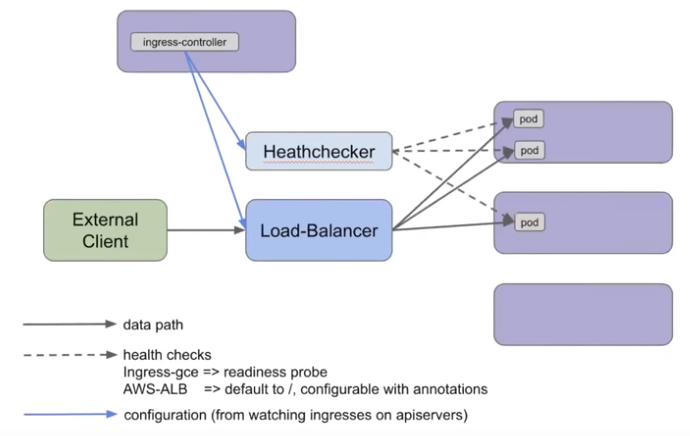 ingress-controller
Heathchecker
External
Client
Load-Balancer
pod
pod
pod
data path
health checks
Ingress-gce => readiness probe
AWS-ALB => default to /, configurable with annotations
configuration (from watching ingresses on apiservers)